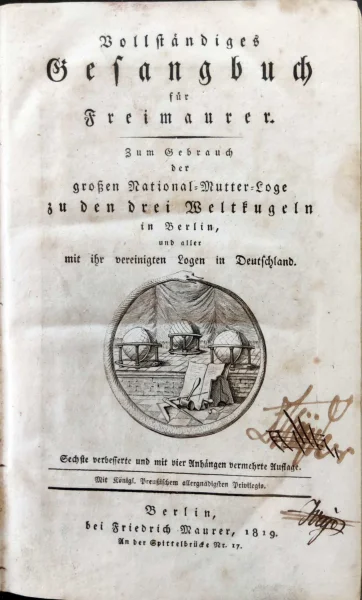 Vollständiges
Gesangbuch
für
Freimaurer.
Zum Gebrauch
der
großen National-Mutter-Loge
zu den drei Weltkugeln
in Berlin,
und aller
mit ihr vereinigten Logen in Deutschland.
Sechste verbesserte und mit vier Anhängen vermehrte Auflage.
Mit Königl. Preußischem allergnädigsten Privilegio.
Berlin,
bei Friedrich Maurer, 1819.
An der Spittelbrücke Nr. 17.